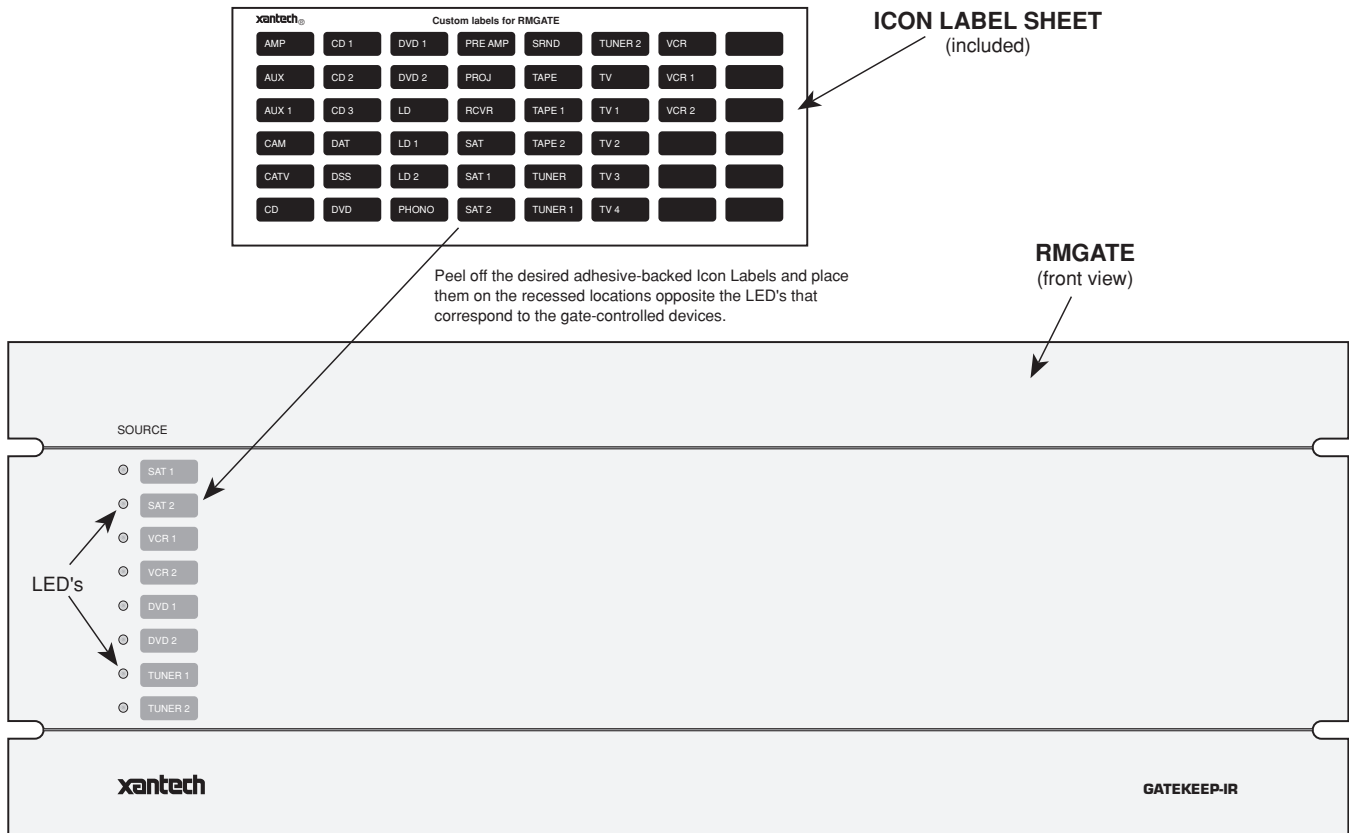 xantech® Custom labels for RMGATE
AMP CD 1 DVD 1 PRE AMP SRND TUNER 2 VCR
AUX CD 2 DVD 2 PROJ TAPE TV VCR 1
AUX 1 CD 3 LD RCVR TAPE 1 TV 1 VCR 2
CAM DAT LD 1 SAT TAPE 2 TV 2
CATV DSS LD 2 SAT 1 TUNER TV 3
CD DVD PHONO SAT 2 TUNER 1 TV 4
ICON LABEL SHEET
(included)
Peel off the desired adhesive-backed Icon Labels and place
them on the recessed locations opposite the LED's that
correspond to the gate-controlled devices.
RMGATE
(front view)
SOURCE
SAT 1
SAT 2
VCR 1
VCR 2
LED's
DVD 1
DVD 2
TUNER 1
TUNER 2
xantech
GATEKEEP-IR